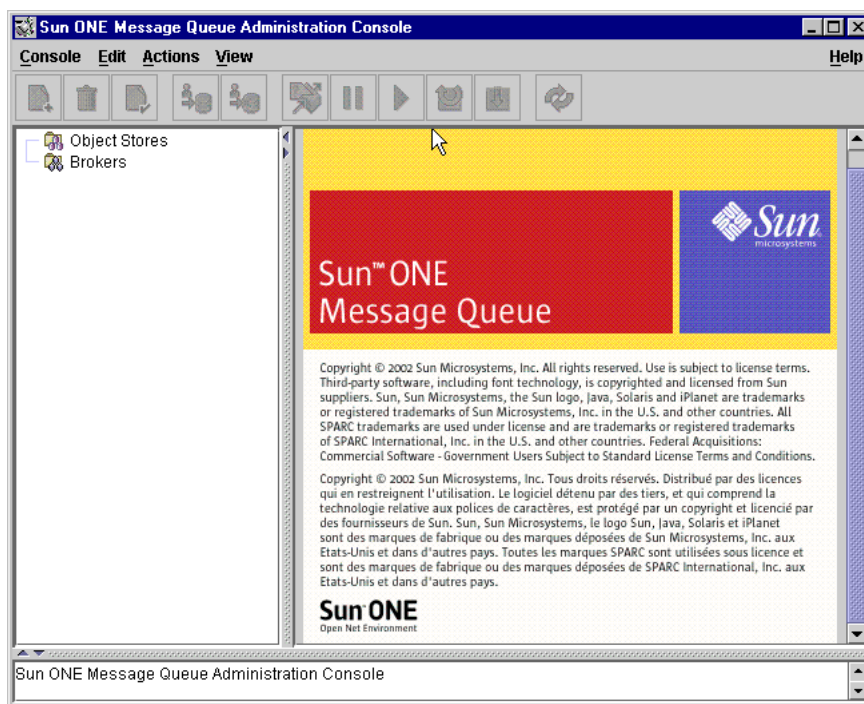 Sun ONE Message Queue Administration Console
Console Edit Actions View Help
Object Stores
Brokers
Sun
microsystems
Sun™ ONE
Message Queue
Copyright © 2002 Sun Microsystems, Inc. All rights reserved. Use is subject to license terms.
Third-party software, including font technology, is copyrighted and licensed from Sun
suppliers. Sun, Sun Microsystems, the Sun logo, Java, Solaris and iPlanet are trademarks
or registered trademarks of Sun Microsystems, Inc. in the U.S. and other countries. All
SPARC trademarks are used under license and are trademarks or registered trademarks
of SPARC International, Inc. in the U.S. and other countries. Federal Acquisitions:
Commercial Software - Government Users Subject to Standard License Terms and Conditions.
Copyright © 2002 Sun Microsystems, Inc. Tous droits réservés. Distribué par des licences
qui en restreignent l'utilisation. Le logiciel détenu par des tiers, et qui comprend la
technologie relative aux polices de caractères, est protégé par un copyright et licencié par
des fournisseurs de Sun. Sun, Sun Microsystems, le logo Sun, Java, Solaris et iPlanet
sont des marques de fabrique ou des marques déposées de Sun Microsystems, Inc. aux
Etats-Unis et dans d'autres pays. Toutes les marques SPARC sont utilisées sous licence et
sont des marques de fabrique ou des marques déposées de SPARC International, Inc. aux
Etats-Unis et dans d'autres pays.
Sun ONE
Open Net Environment
Sun ONE Message Queue Administration Console